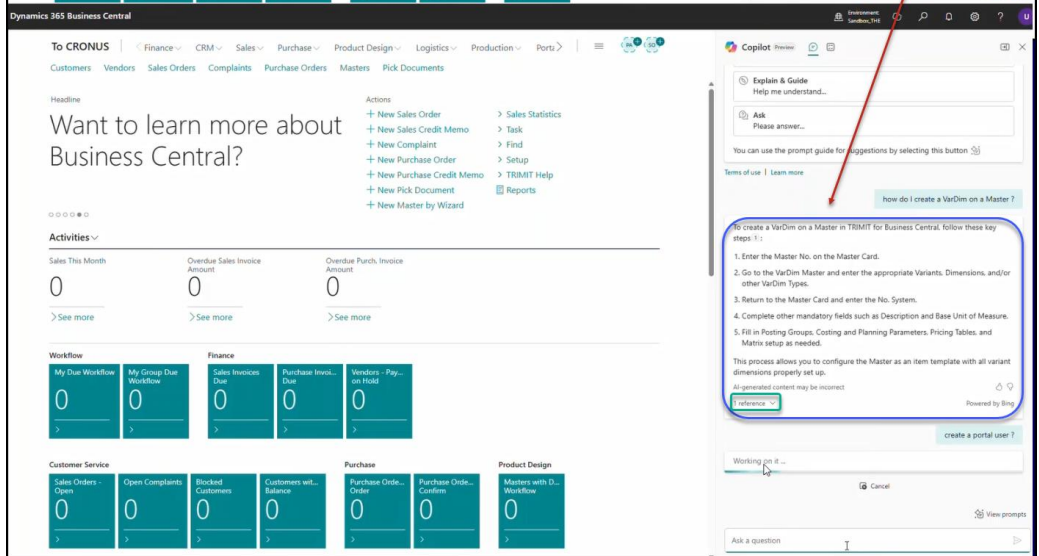 Dynamics 365 Business Central
Environment:
Sandbox_THE
U
To CRONUS
Finance
CRM
Sales
Purchase
Product Design
Logistics
Production
Porta
PA
SO
Customers
Vendors
Sales Orders
Complaints
Purchase Orders
Masters
Pick Documents
Headline
Want to learn more about
Business Central?
Actions
+ New Sales Order
+ New Sales Credit Memo
+ New Complaint
+ New Purchase Order
+ New Purchase Credit Memo
+ New Pick Document
+ New Master by Wizard
> Sales Statistics
> Task
> Find
> Setup
> TRIMIT Help
Reports
Activities
Sales This Month
0
> See more
Overdue Sales Invoice
Amount
0
> See more
Overdue Purch. Invoice
Amount
0
> See more
Workflow
My Due Workflow
0
My Group Due
Workflow
0
Finance
Sales Invoices
Due
0
Purchase Invoi...
Due
0
Vendors - Pay...
on Hold
0
Customer Service
Sales Orders -
Open
0
Open Complaints
0
Blocked
Customers
0
Customers wit...
Balance
0
Purchase
Purchase Orde...
Order
0
Purchase Orde...
Confirm
0
Product Design
Masters with D...
Workflow
0
Copilot Preview
Explain & Guide
Help me understand...
Ask
Please answer...
You can use the prompt guide for suggestions by selecting this button
Terms of use | Learn more
how do I create a VarDim on a Master ?
To create a VarDim on a Master in TRIMIT for Business Central, follow these key
steps 1 :
1. Enter the Master No. on the Master Card.
2. Go to the VarDim Master and enter the appropriate Variants, Dimensions, and/or
other VarDim Types.
3. Return to the Master Card and enter the No. System.
4. Complete other mandatory fields such as Description and Base Unit of Measure.
5. Fill in Posting Groups, Costing and Planning Parameters, Pricing Tables, and
Matrix setup as needed.
This process allows you to configure the Master as an item template with all variant
dimensions properly set up.
AI-generated content may be incorrect
1 reference
Powered by Bing
create a portal user ?
Working on it ...
Cancel
View prompts
Ask a question